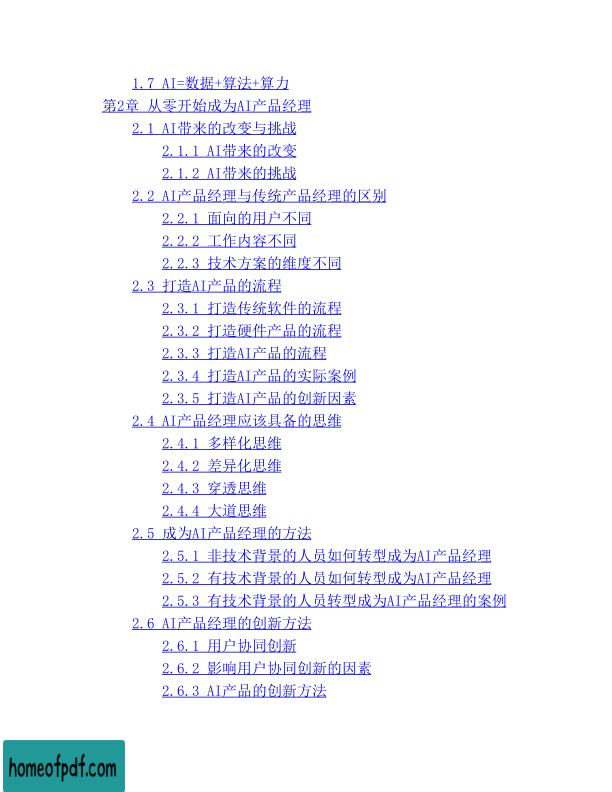 1.7 AI=数据+算法+算力
第2章 从零开始成为AI产品经理
2.1 AI带来的改变与挑战
2.1.1 AI带来的改变
2.1.2 AI带来的挑战
2.2 AI产品经理与传统产品经理的区别
2.2.1 面向的用户不同
2.2.2 工作内容不同
2.2.3 技术方案的维度不同
2.3 打造AI产品的流程
2.3.1 打造传统软件的流程
2.3.2 打造硬件产品的流程
2.3.3 打造AI产品的流程
2.3.4 打造AI产品的实际案例
2.3.5 打造AI产品的创新因素
2.4 AI产品经理应该具备的思维
2.4.1 多样化思维
2.4.2 差异化思维
2.4.3 穿透思维
2.4.4 大道思维
2.5 成为AI产品经理的方法
2.5.1 非技术背景的人员如何转型成为AI产品经理
2.5.2 有技术背景的人员如何转型成为AI产品经理
2.5.3 有技术背景的人员转型成为AI产品经理的案例
2.6 AI产品经理的创新方法
2.6.1 用户协同创新
2.6.2 影响用户协同创新的因素
2.6.3 AI产品的创新方法
homeofpdf.com